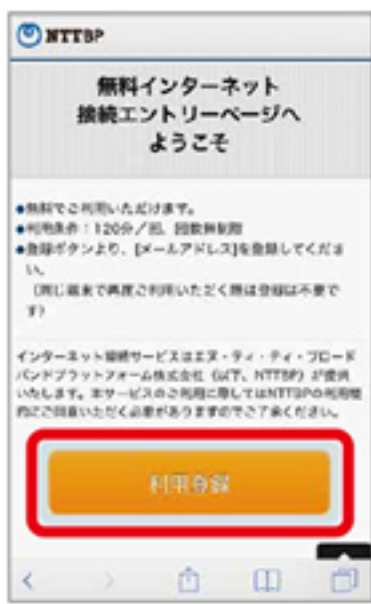 NTTBP
無料インターネット
接続エントリーページへ
ようこそ
●無料でご利用いただけます。
●利用条件：120分/回、回数無制限
●登録ボタンより、[メールアドレス]を登録してくださ
い。
（同じ端末で再度ご利用いただく際は登録は不要で
す）
インターネット接続サービスはエヌ・ティ・ティ・ブロード
バンドプラットフォーム株式会社（以下、NTTBP）が提供
いたします。本サービスのご利用に際してはNTTBPの利用規
約にご同意いただく必要がありますのでご了承ください。
利用登録